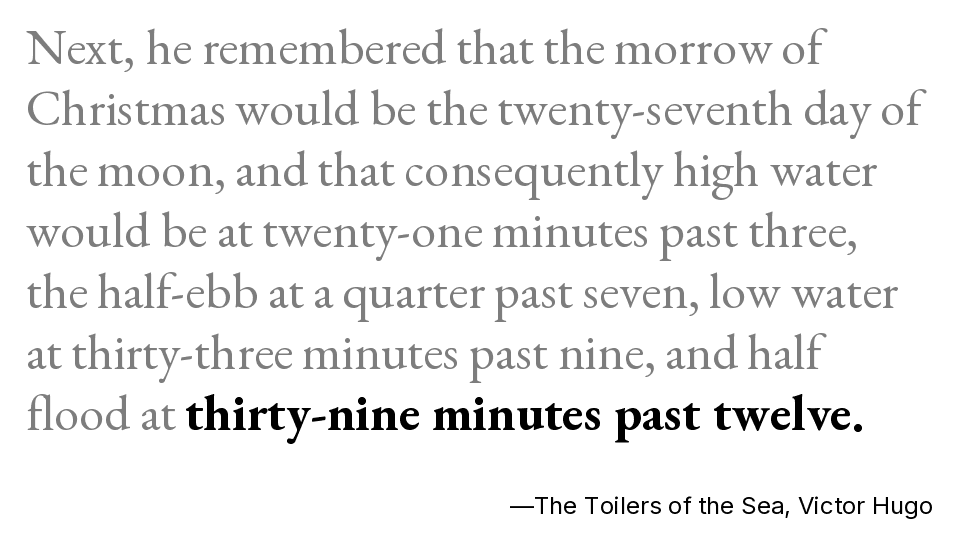 Next, he remembered that the morrow of
Christmas would be the twenty-seventh day of
the moon, and that consequently high water
would be at twenty-one minutes past three,
the half-ebb at a quarter past seven, low water
at thirty-three minutes past nine, and half
flood at thirty-nine minutes past twelve.
—The Toilers of the Sea, Victor Hugo